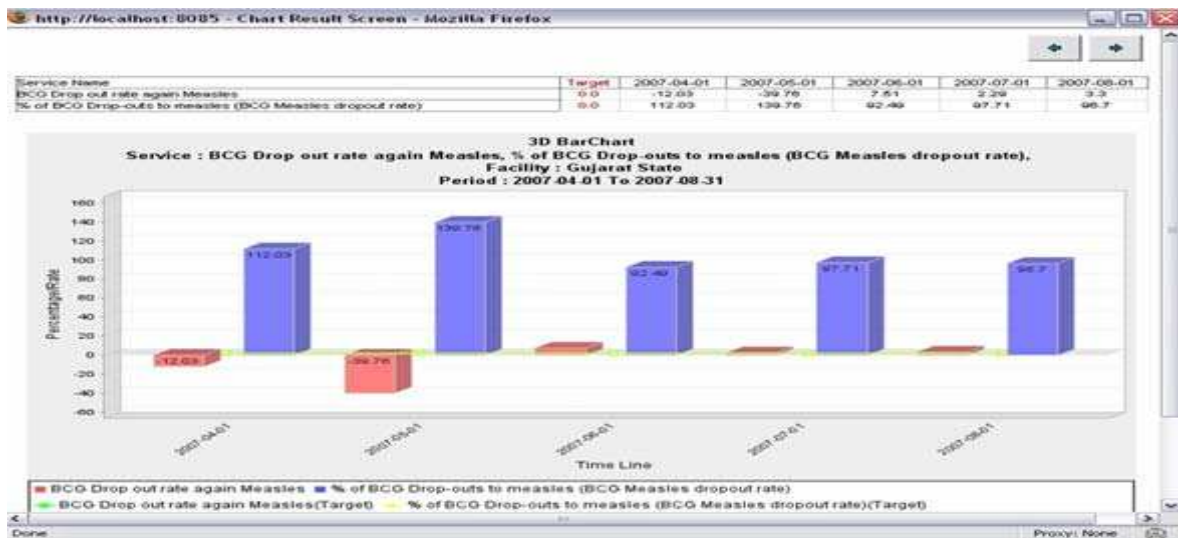 http://localhost:8085 - Chart Result Screen - Mozilla Firefox
Service Name Target 2007-04-01 2007-05-01 2007-06-01 2007-07-01 2007-08-01
BCG Drop out rate again Measles 0.0 -12.03 -39.76 7.51 2.29 3.3
% of BCG Drop-outs to measles (BCG Measles dropout rate) 0.0 112.03 139.76 92.49 97.71 96.7
3D BarChart
Service : BCG Drop out rate again Measles, % of BCG Drop-outs to measles (BCG Measles dropout rate),
Facility : Gujarat State
Period : 2007-04-01 To 2007-08-31
Percentage/Rate
160
140
120
100
80
60
40
20
0
-20
-40
-60
112.03
139.76
92.49
97.71
96.7
-12.03
-39.76
2007-04-01
2007-05-01
2007-06-01
2007-07-01
2007-08-01
Time Line
BCG Drop out rate again Measles % of BCG Drop-outs to measles (BCG Measles dropout rate)
BCG Drop out rate again Measles(Target) % of BCG Drop-outs to measles (BCG Measles dropout rate)(Target)
Done Proxy: None